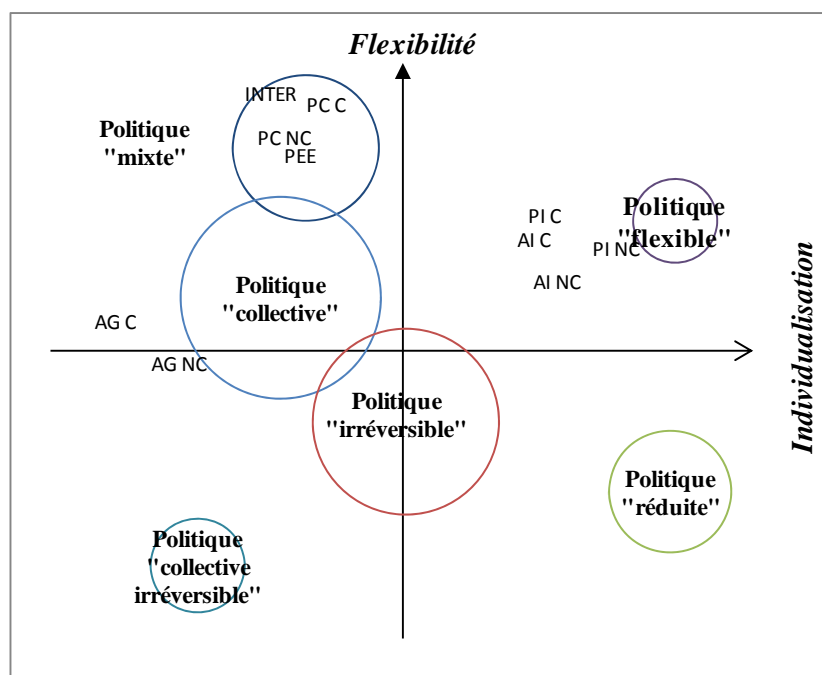 Flexibilité
INTER
PC C
Politique
"mixte"
PC NC
PEE
PI C
AI C
PI NC
AI NC
Politique
"flexible"
Politique
"collective"
AG C
AG NC
Individualisation
Politique
"irréversible"
Politique
"réduite"
Politique
"collective
irréversible"